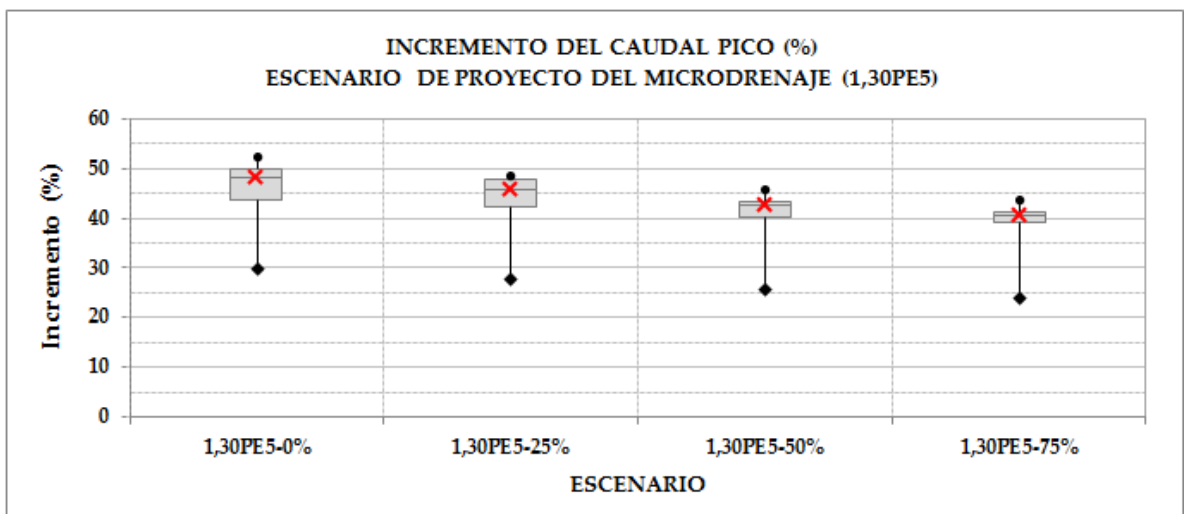 INCREMENTO DEL CAUDAL PICO (%)
ESCENARIO DE PROYECTO DEL MICRODRENAJE (1,30PE5)
60
50
40
30
20
10
0
Incremento (%)
1,30PE5-0% 1,30PE5-25% 1,30PE5-50% 1,30PE5-75%
ESCENARIO